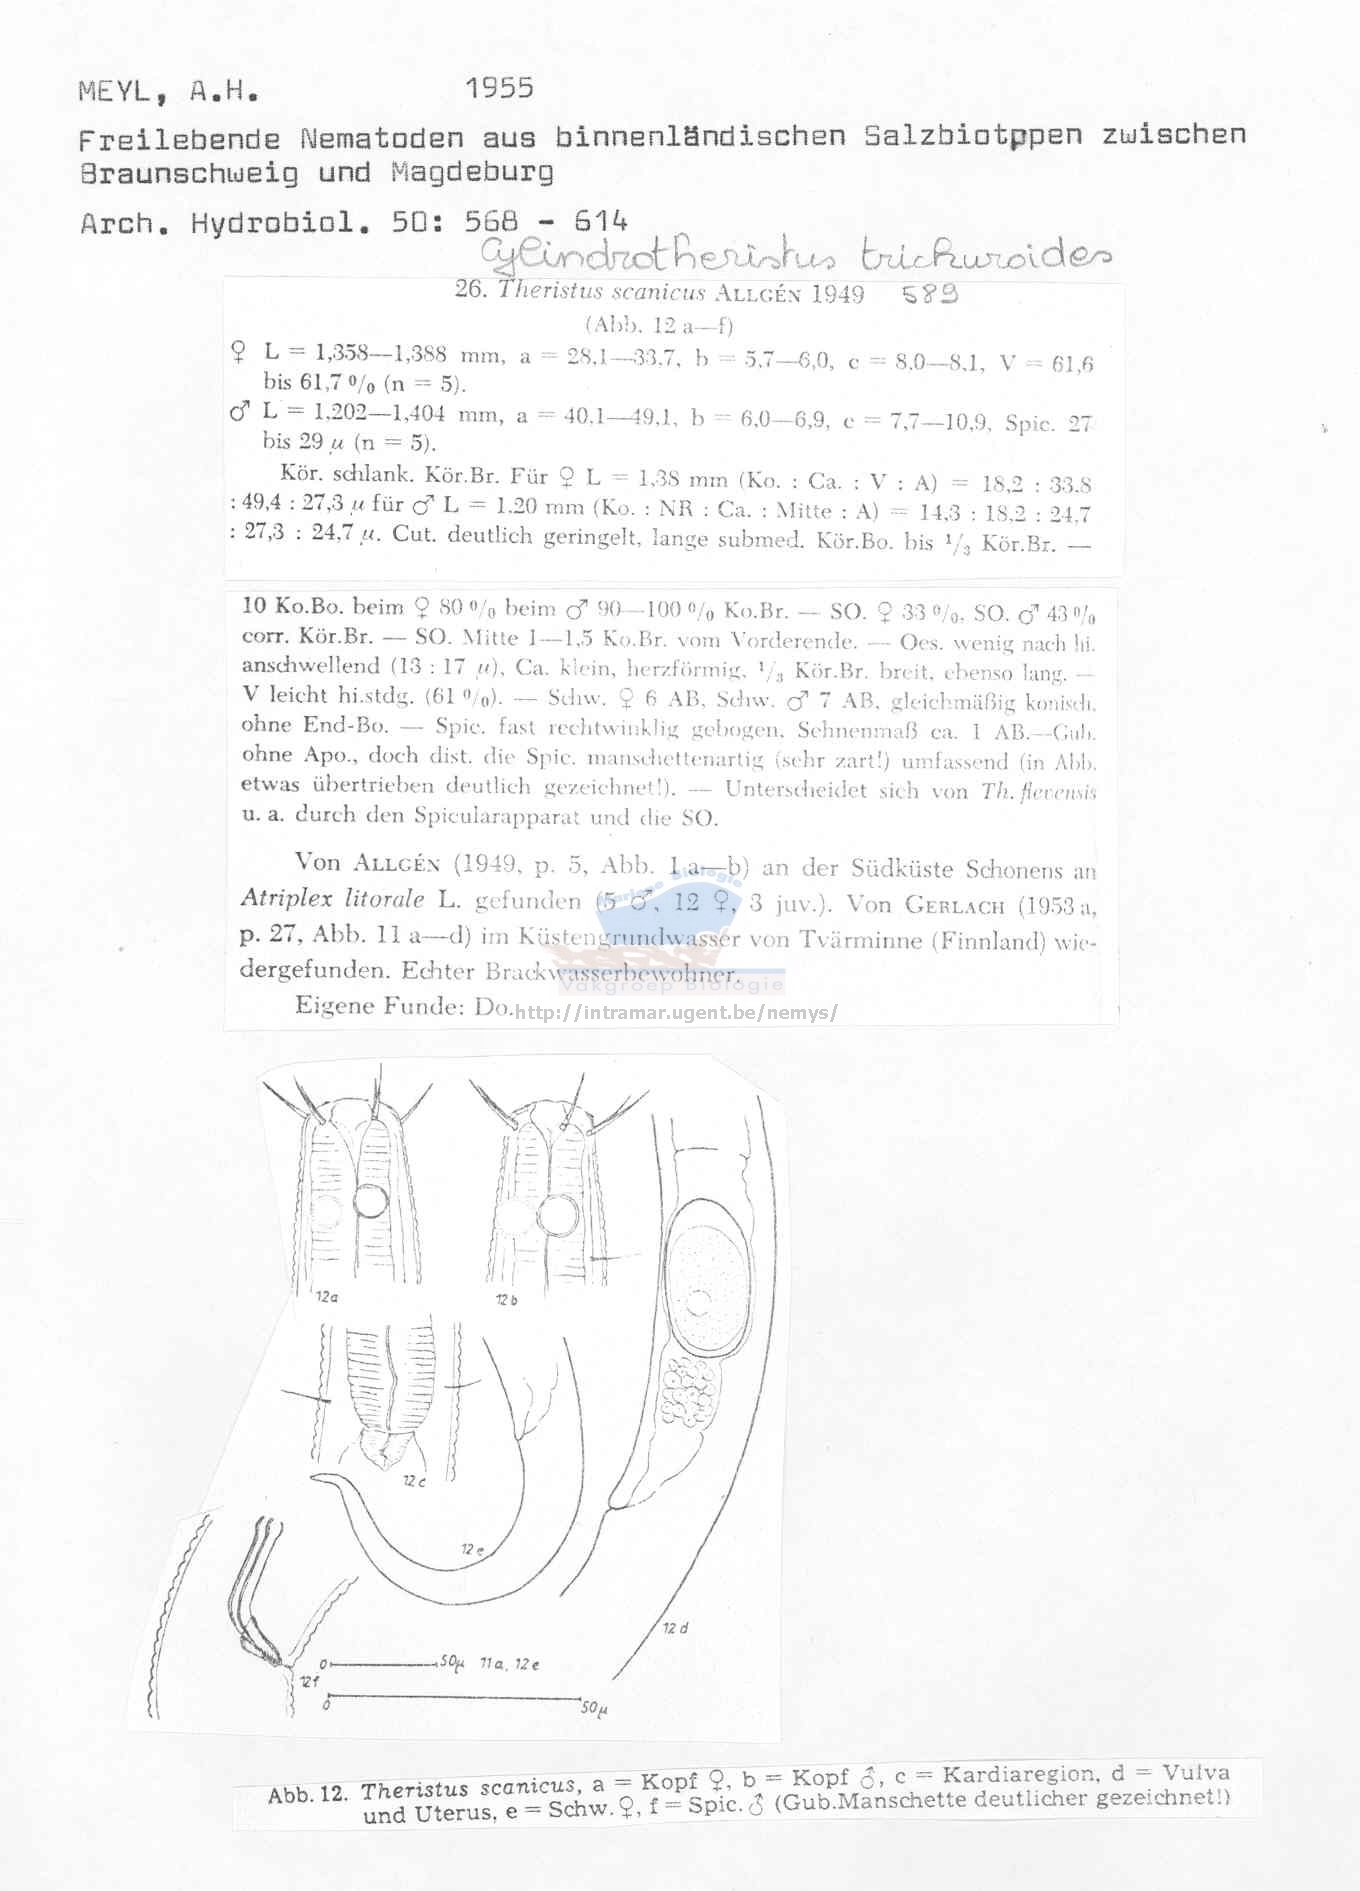 MEYL, A.H. 1955
Freilebende Nematoden aus binnenländischen Salzbiotppen zwischen
Braunschweig und Magdeburg
Arch. Hydrobiol. 50: 568 - 614
Cylindrotheristus trichuroides
26. Theristus scanicus ALLGÉN 1949 589
(Abb. 12 a—f)
♀ L = 1,358—1,388 mm, a = 28,1—33,7, b = 5,7—6,0, c = 8,0—8,1, V = 61,6
bis 61,7 % (n = 5).
♂ L = 1,202—1,404 mm, a = 40,1—49,1, b = 6,0—6,9, c = 7,7—10,9, Spic. 27
bis 29 µ (n = 5).
Kör. schlank. Kör.Br. Für ♀ L = 1,38 mm (Ko. : Ca. : V : A) = 18,2 : 33,8
: 49,4 : 27,3 µ für ♂ L = 1,20 mm (Ko. : NR : Ca. : Mitte : A) = 14,3 : 18,2 : 24,7
: 27,3 : 24,7 µ. Cut. deutlich geringelt, lange submed. Kör.Bo. bis 1/3 Kör.Br. —
10 Ko.Bo. beim ♀ 80 % beim ♂ 90—100 % Ko.Br. — SO. ♀ 33 %, SO. ♂ 43 %
corr. Kör.Br. — SO. Mitte 1—1,5 Ko.Br. vom Vorderende. — Oes. wenig nach hi.
anschwellend (13 : 17 µ), Ca. klein, herzförmig, 1/3 Kör.Br. breit, ebenso lang. —
V leicht hi.stdg. (61 %). — Schw. ♀ 6 AB, Schw. ♂ 7 AB, gleichmäßig konisch,
ohne End-Bo. — Spic. fast rechtwinklig gebogen, Sehnenmaß ca. 1 AB.—Gub.
ohne Apo., doch dist. die Spic. manschettenartig (sehr zart!) umfassend (in Abb.
etwas übertrieben deutlich gezeichnet!). — Unterscheidet sich von Th. flevensis
u. a. durch den Spicularapparat und die SO.
Von ALLGÉN (1949, p. 5, Abb. 1 a—b) an der Südküste Schonens an
Atriplex litorale L. gefunden (5 ♂, 12 ♀, 3 juv.). Von GERLACH (1953 a,
p. 27, Abb. 11 a—d) im Küstengrundwasser von Tvärminne (Finnland) wie-
dergefunden. Echter Brackwasserbewohner.
Eigene Funde: Do.
Mariene Biologie
Vakgroep Biologie
http://intramar.ugent.be/nemys/
12a
12b
12c
12e
12d
12f
0 50µ 11a, 12e
0 50µ
Abb. 12. Theristus scanicus, a = Kopf ♀, b = Kopf ♂, c = Kardiaregion, d = Vulva
und Uterus, e = Schw. ♀, f = Spic. ♂ (Gub.Manschette deutlicher gezeichnet!)